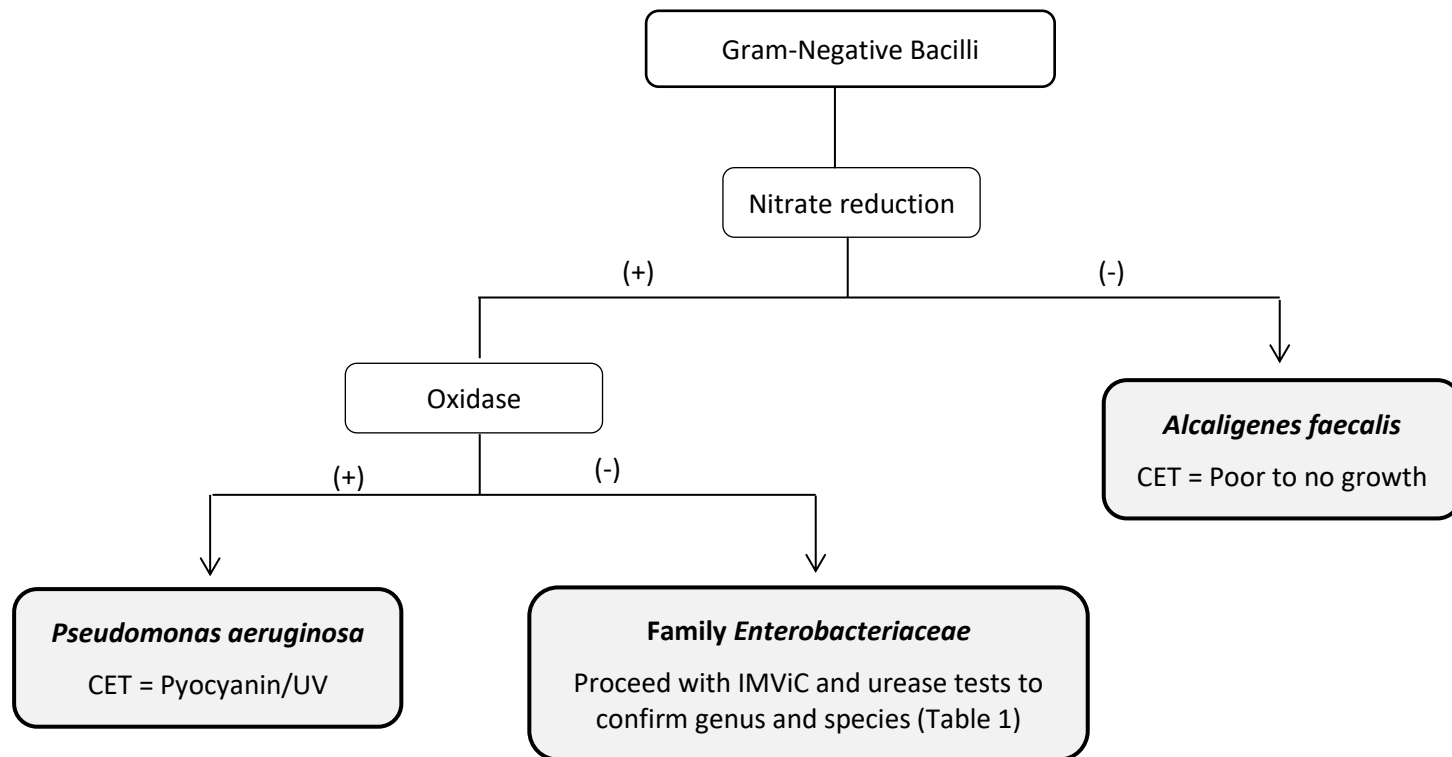 Gram-Negative Bacilli
Nitrate reduction
(+)
(-)
Oxidase
Alcaligenes faecalis
CET = Poor to no growth
(+)
(-)
Pseudomonas aeruginosa
CET = Pyocyanin/UV
Family Enterobacteriaceae
Proceed with IMViC and urease tests to
confirm genus and species (Table 1)